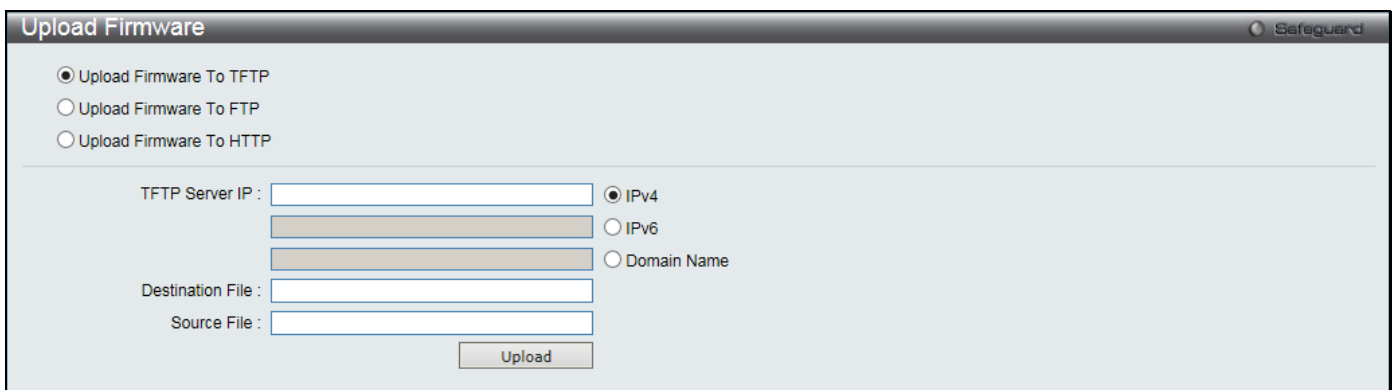 Upload Firmware
Safeguard
Upload Firmware To TFTP
Upload Firmware To FTP
Upload Firmware To HTTP
TFTP Server IP :
IPv4
IPv6
Domain Name
Destination File :
Source File :
Upload